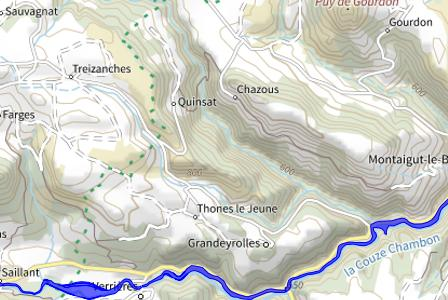 Puy de Gourdon
Sauvagnat
Gourdon
Treizanches
Chazous
Quinsat
600
Farges
Montaigut-le-B
800
600
Thones le Jeune
Grandeyrolles
la Couze Chambon
Saillant
Verrières